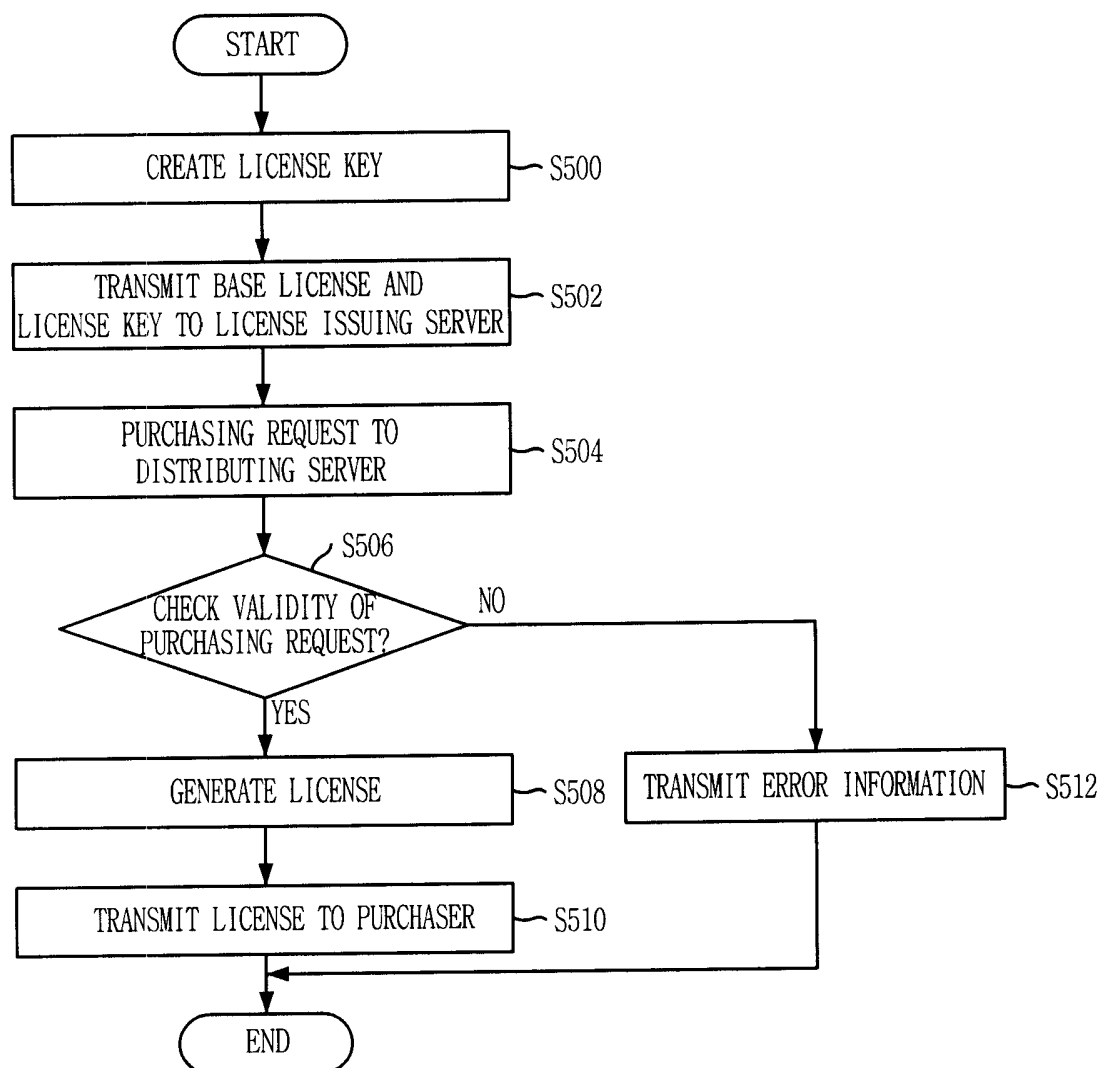 START
CREATE LICENSE KEY
S500
TRANSMIT BASE LICENSE AND
LICENSE KEY TO LICENSE ISSUING SERVER
S502
PURCHASING REQUEST TO
DISTRIBUTING SERVER
S504
S506
CHECK VALIDITY OF
PURCHASING REQUEST?
NO
YES
GENERATE LICENSE
S508
TRANSMIT ERROR INFORMATION
S512
TRANSMIT LICENSE TO PURCHASER
S510
END